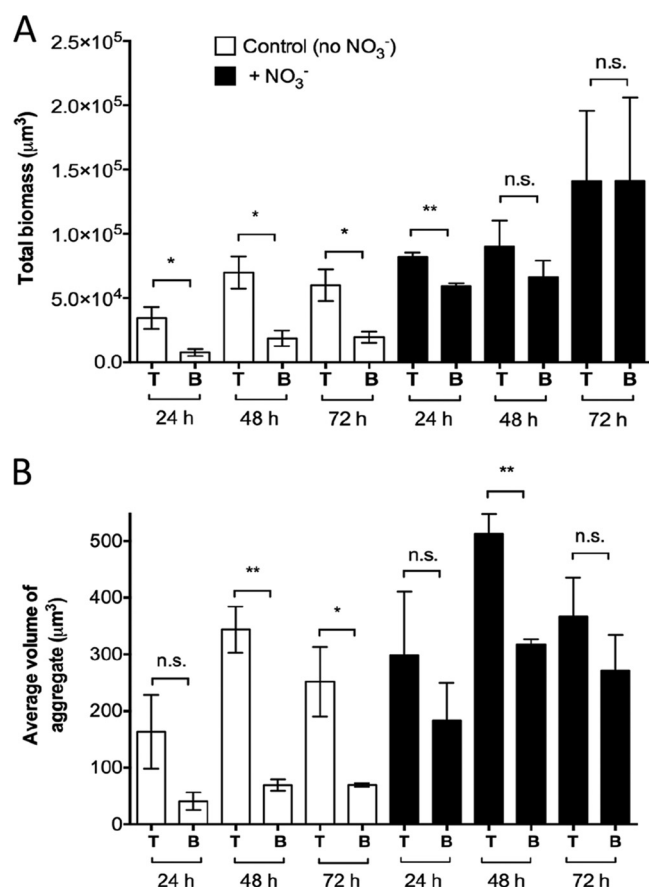 A
Control (no NO₃⁻)
+ NO₃⁻
Total biomass (µm³)
2.5×10⁵
2.0×10⁵
1.5×10⁵
1.0×10⁵
5.0×10⁴
0.0
*
*
*
**
n.s.
n.s.
T B T B T B T B T B T B
24 h 48 h 72 h 24 h 48 h 72 h
B
Average volume of
aggregate (µm³)
500
400
300
200
100
0
n.s.
**
*
n.s.
**
n.s.
T B T B T B T B T B T B
24 h 48 h 72 h 24 h 48 h 72 h